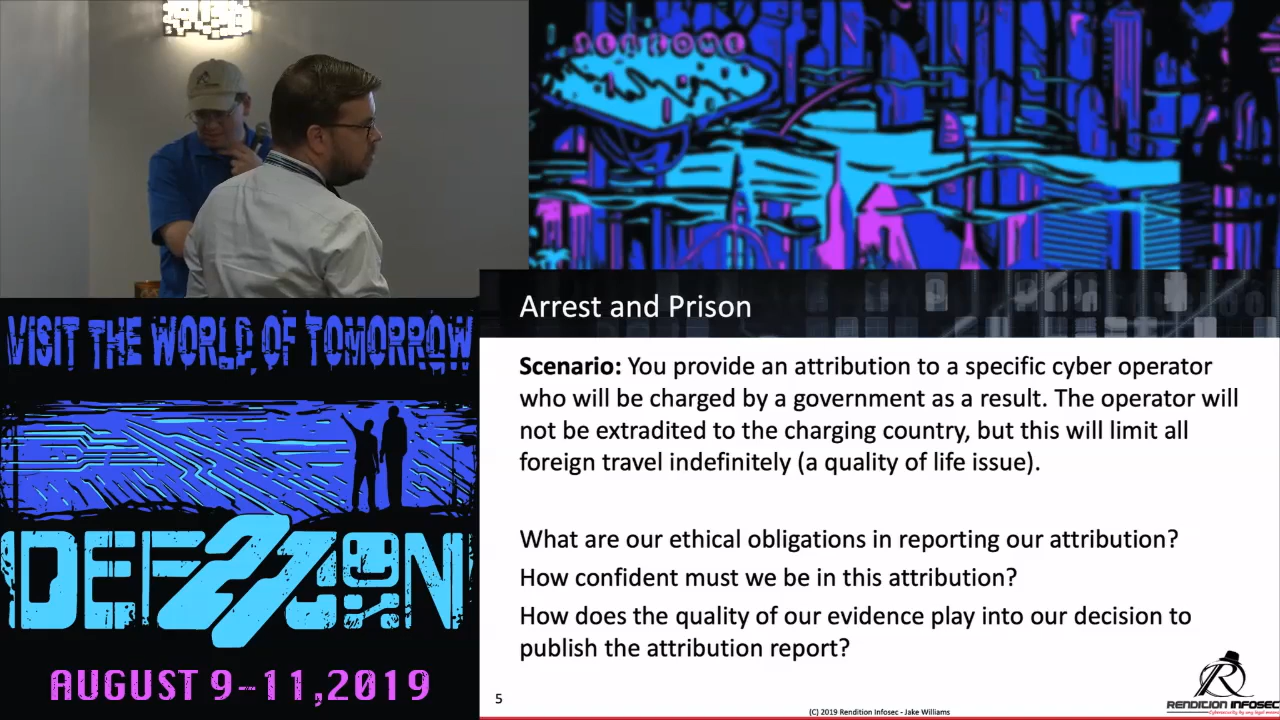 WELCOME
VISIT THE WORLD OF TOMORROW
DEF CON
27
AUGUST 9-11,2019
Arrest and Prison
Scenario: You provide an attribution to a specific cyber operator
who will be charged by a government as a result. The operator will
not be extradited to the charging country, but this will limit all
foreign travel indefinitely (a quality of life issue).
What are our ethical obligations in reporting our attribution?
How confident must we be in this attribution?
How does the quality of our evidence play into our decision to
publish the attribution report?
5
(C) 2019 Rendition Infosec - Jake Williams
R
RENDITION INFOSEC